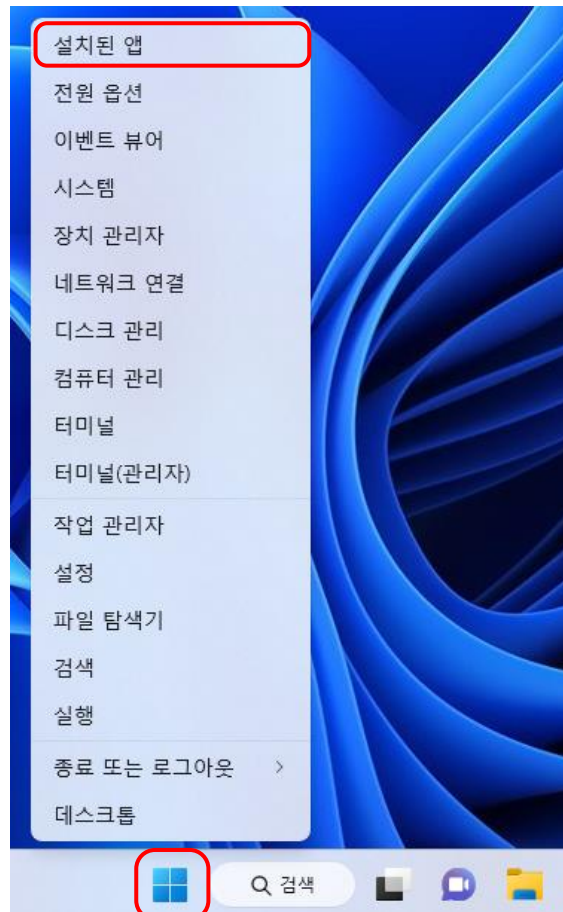 설치된 앱
전원 옵션
이벤트 뷰어
시스템
장치 관리자
네트워크 연결
디스크 관리
컴퓨터 관리
터미널
터미널(관리자)
작업 관리자
설정
파일 탐색기
검색
실행
종료 또는 로그아웃
데스크톱
검색